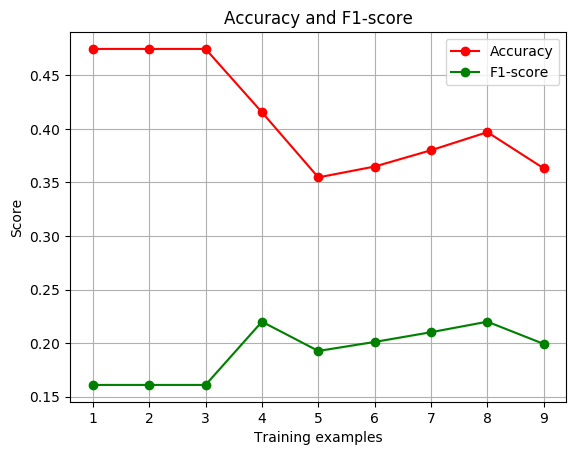 Accuracy and F1-score
Accuracy
F1-score
Score
0.45
0.40
0.35
0.30
0.25
0.20
0.15
1 2 3 4 5 6 7 8 9
Training examples